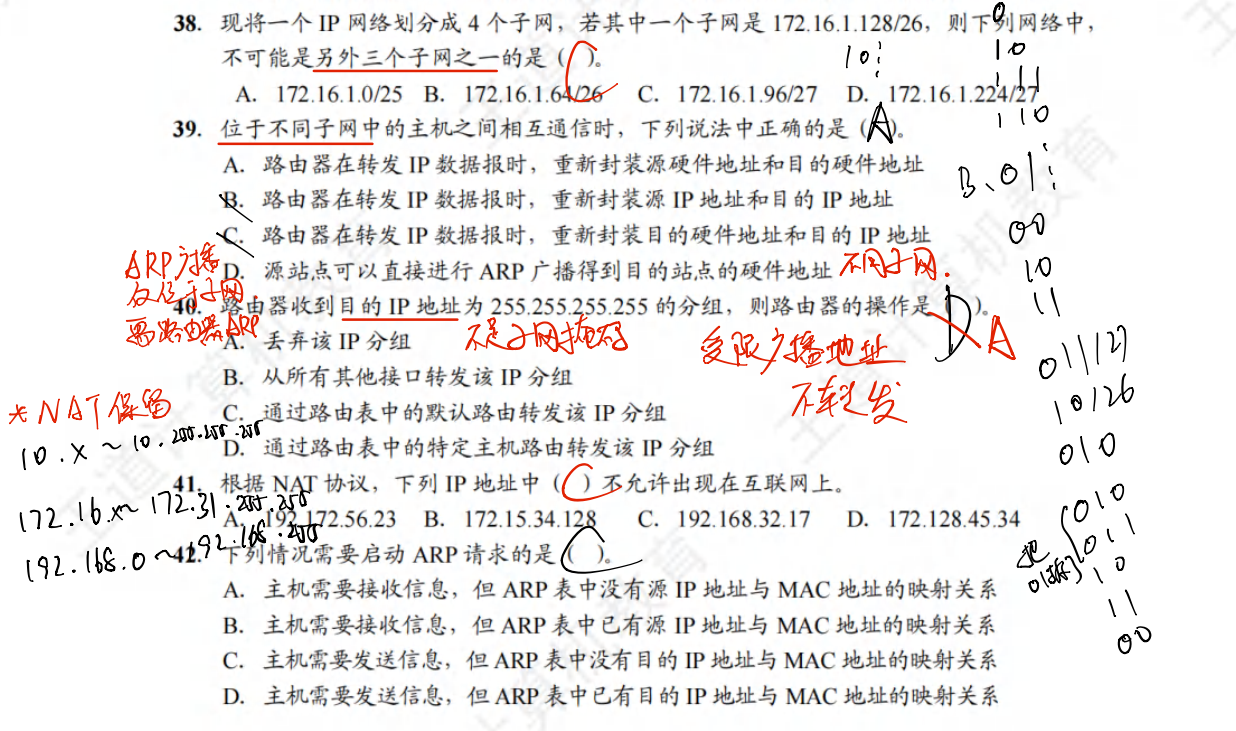 38. 现将一个 IP 网络划分成 4 个子网，若其中一个子网是 172.16.1.128/26，则下列网络中，
不可能是另外三个子网之一的是（C）。
A. 172.16.1.0/25 B. 172.16.1.64/26 C. 172.16.1.96/27 D. 172.16.1.224/27
39. 位于不同子网中的主机之间相互通信时，下列说法中正确的是（A）。
A. 路由器在转发 IP 数据报时，重新封装源硬件地址和目的硬件地址
B. 路由器在转发 IP 数据报时，重新封装源 IP 地址和目的 IP 地址
C. 路由器在转发 IP 数据报时，重新封装目的硬件地址和目的 IP 地址
D. 源站点可以直接进行 ARP 广播得到目的站点的硬件地址 不同子网.
ARP广播
仅位于子网.
要路由器ARP
40. 路由器收到目的 IP 地址为 255.255.255.255 的分组，则路由器的操作是（D）。A
A. 丢弃该 IP 分组 不是子网掩码
受限广播地址
不转发
B. 从所有其他接口转发该 IP 分组
C. 通过路由表中的默认路由转发该 IP 分组
D. 通过路由表中的特定主机路由转发该 IP 分组
*NAT保留
10.x~10.255.255.255
172.16.x~172.31.255.255
192.168.0~192.168.255
41. 根据 NAT 协议，下列 IP 地址中（C）不允许出现在互联网上。
A. 192.172.56.23 B. 172.15.34.128 C. 192.168.32.17 D. 172.128.45.34
42. 下列情况需要启动 ARP 请求的是（C）。
A. 主机需要接收信息，但 ARP 表中没有源 IP 地址与 MAC 地址的映射关系
B. 主机需要接收信息，但 ARP 表中已有源 IP 地址与 MAC 地址的映射关系
C. 主机需要发送信息，但 ARP 表中没有目的 IP 地址与 MAC 地址的映射关系
D. 主机需要发送信息，但 ARP 表中已有目的 IP 地址与 MAC 地址的映射关系
10
0
10
111
110
B、01
00
10
11
011127
10126
010
010
011
10
11
00